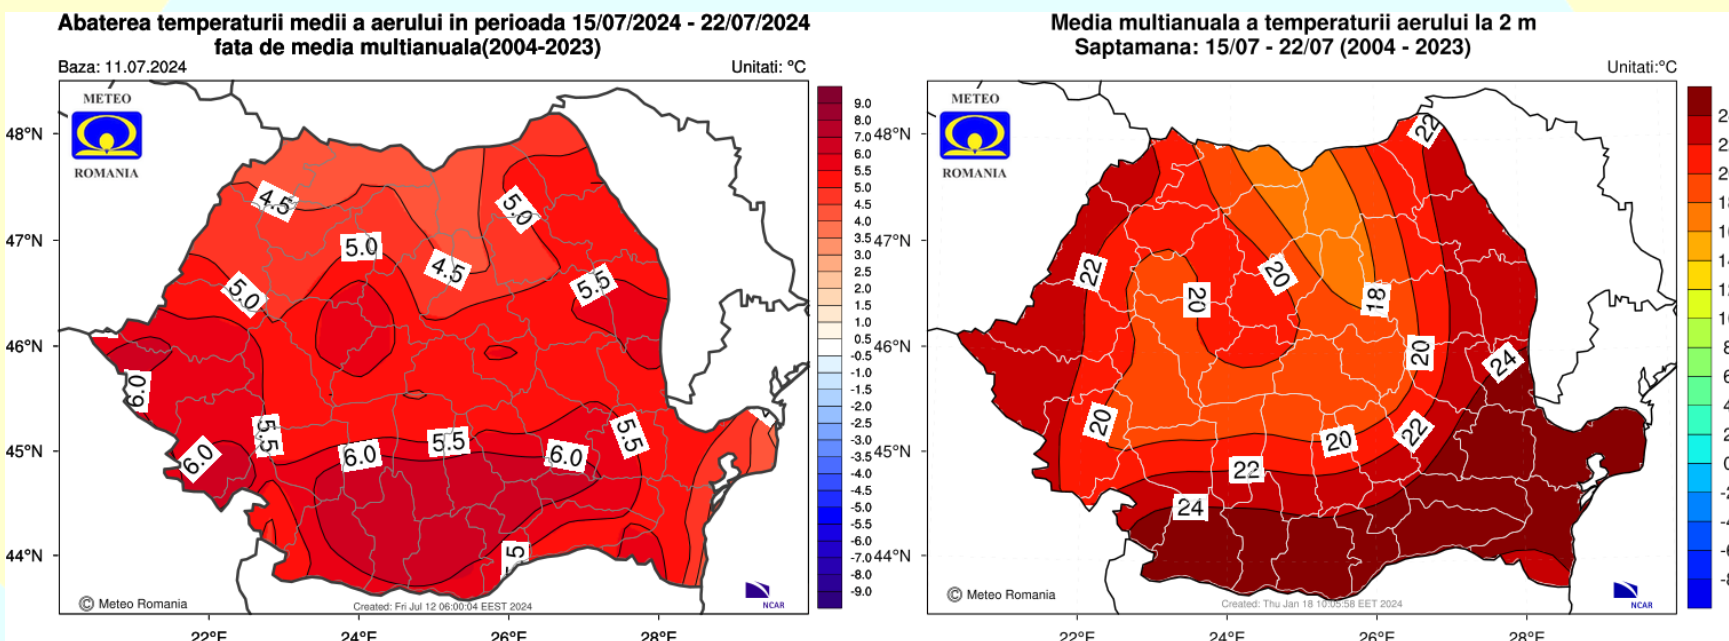 Abaterea temperaturii medii a aerului in perioada 15/07/2024 - 22/07/2024
fata de media multianuala(2004-2023)
Baza: 11.07.2024
Unitati: °C
METEO
ROMANIA
48°N
47°N
46°N
45°N
44°N
22°E
24°E
26°E
28°E
4.5
5.0
5.0
4.5
5.0
5.5
6.0
5.5
6.0
6.0
5.5
6.0
5.5
9.0
8.0
7.0
6.0
5.5
5.0
4.5
4.0
3.5
3.0
2.5
2.0
1.5
1.0
0.5
-0.5
-1.0
-1.5
-2.0
-2.5
-3.0
-3.5
-4.0
-4.5
-5.0
-5.5
-6.0
-7.0
-8.0
-9.0
© Meteo Romania
Created: Fri Jul 12 06:00:04 EEST 2024
NCAR
Media multianuala a temperaturii aerului la 2 m
Saptamana: 15/07 - 22/07 (2004 - 2023)
Unitati:°C
METEO
ROMANIA
48°N
47°N
46°N
45°N
44°N
22°E
24°E
26°E
28°E
22
22
20
20
18
20
24
20
22
20
22
24
8
6
4
2
0
-2
-4
-6
-8
© Meteo Romania
Created: Thu Jan 18 10:05:58 EET 2024
NCAR